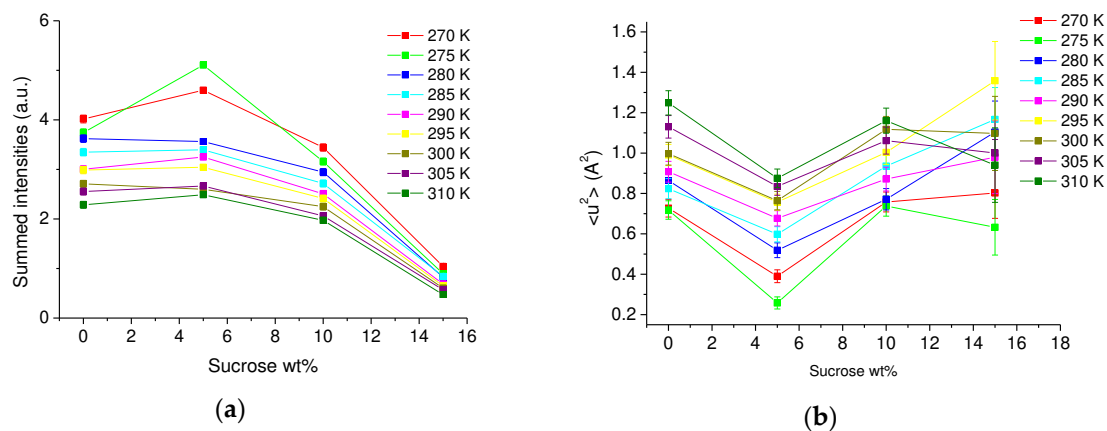 Summed intensities (a.u.)
6
4
2
0
0 2 4 6 8 10 12 14 16
Sucrose wt%
270 K
275 K
280 K
285 K
290 K
295 K
300 K
305 K
310 K
(a)
<u²> (A²)
1.6
1.4
1.2
1.0
0.8
0.6
0.4
0.2
0 2 4 6 8 10 12 14 16 18
Sucrose wt%
270 K
275 K
280 K
285 K
290 K
295 K
300 K
305 K
310 K
(b)